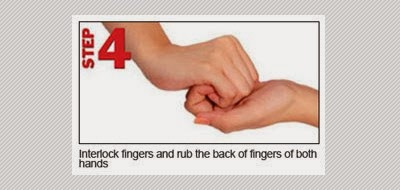 STEP 4
Interlock fingers and rub the back of fingers of both
hands